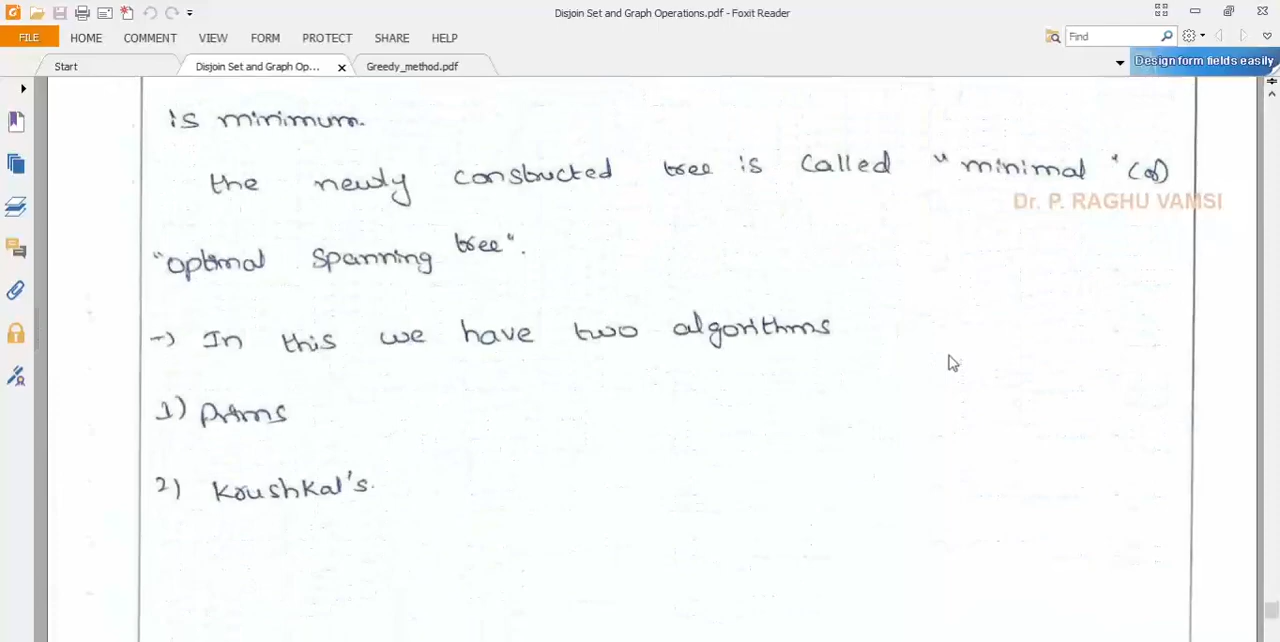 Disjoin Set and Graph Operations.pdf - Foxit Reader
FILE HOME COMMENT VIEW FORM PROTECT SHARE HELP
Find
Start Disjoin Set and Graph Op... Greedy_method.pdf
Design form fields easily
is minimum.
the newly constructed tree is called "minimal" (or)
Dr. P. RAGHU VAMSI
"optimal spanning tree".
-> In this we have two algorithms
1) prims
2) Kroushkal's.